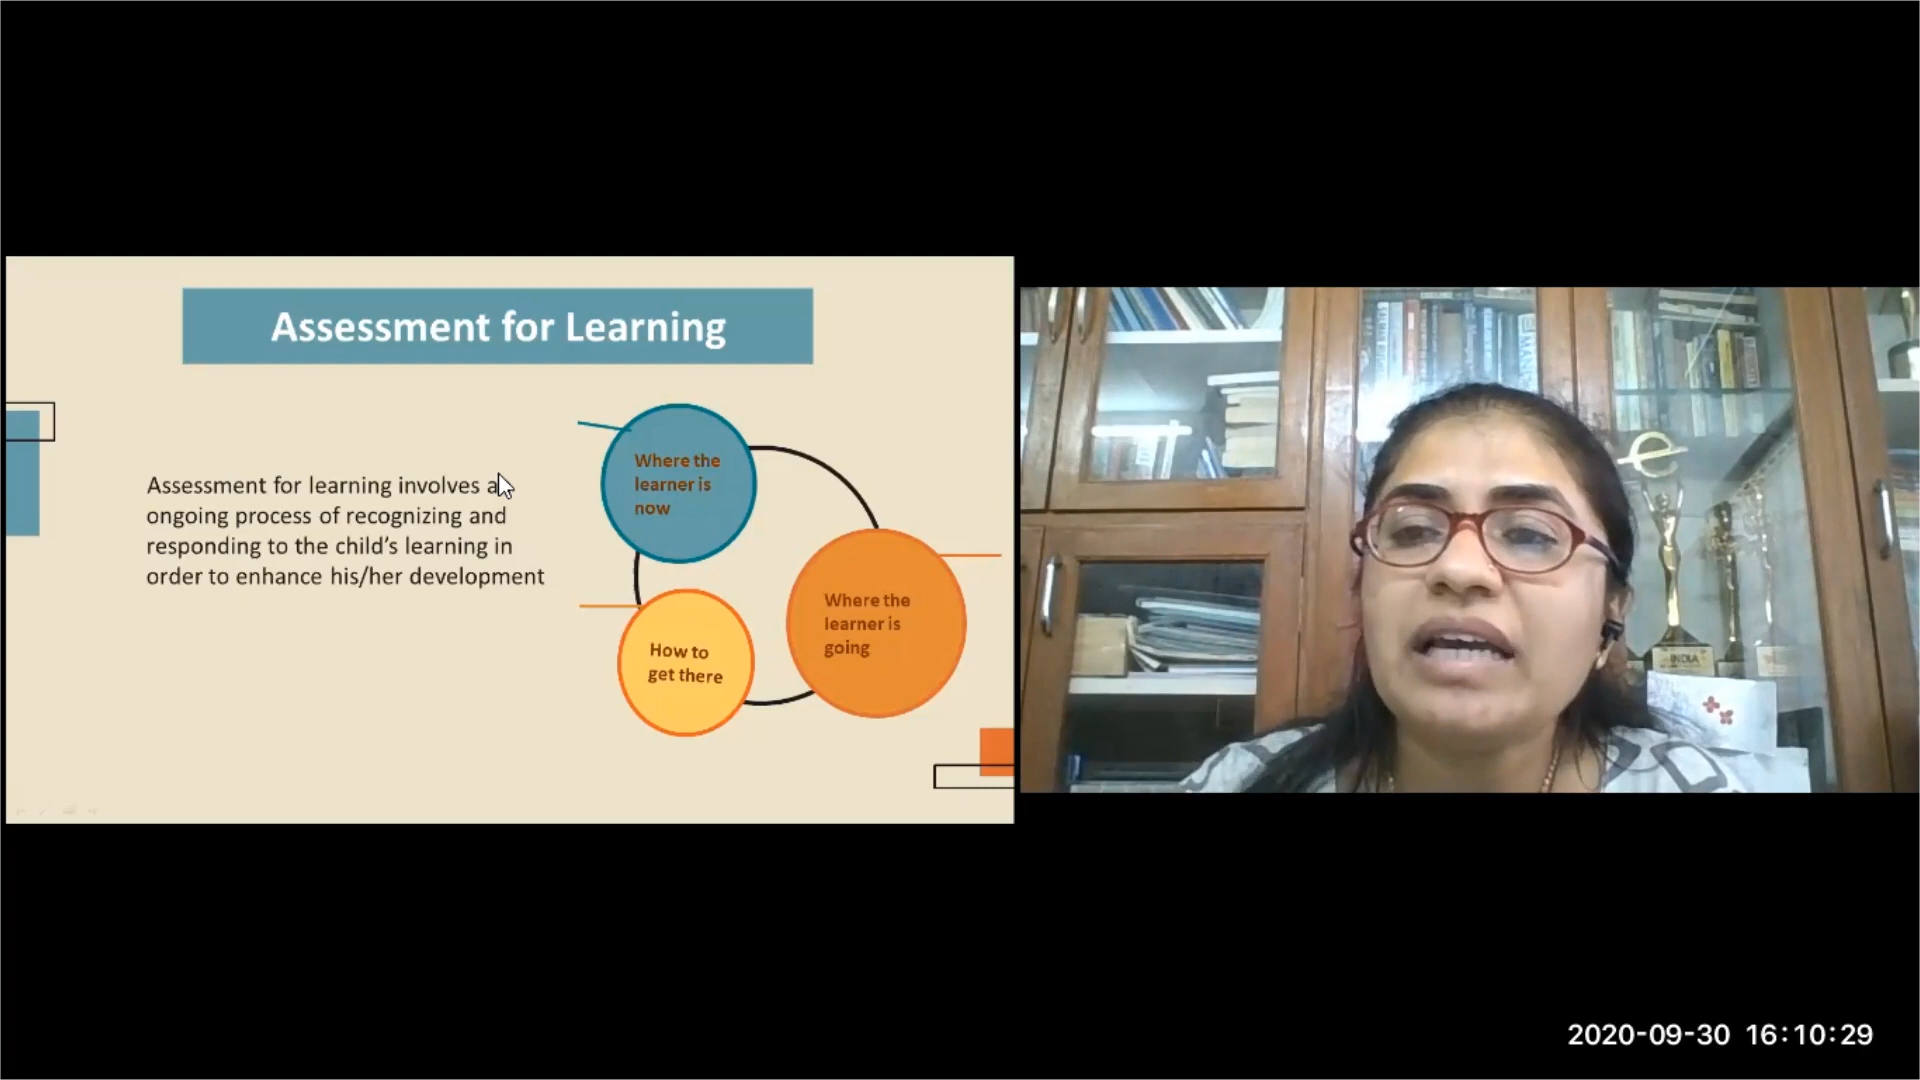 Assessment for Learning
Assessment for learning involves
ongoing process of recognizing and
responding to the child's learning in
order to enhance his/her development
Where the
learner is
now
Where the
learner is
going
How to
get there
INDIA
2020-09-30 16:10:29